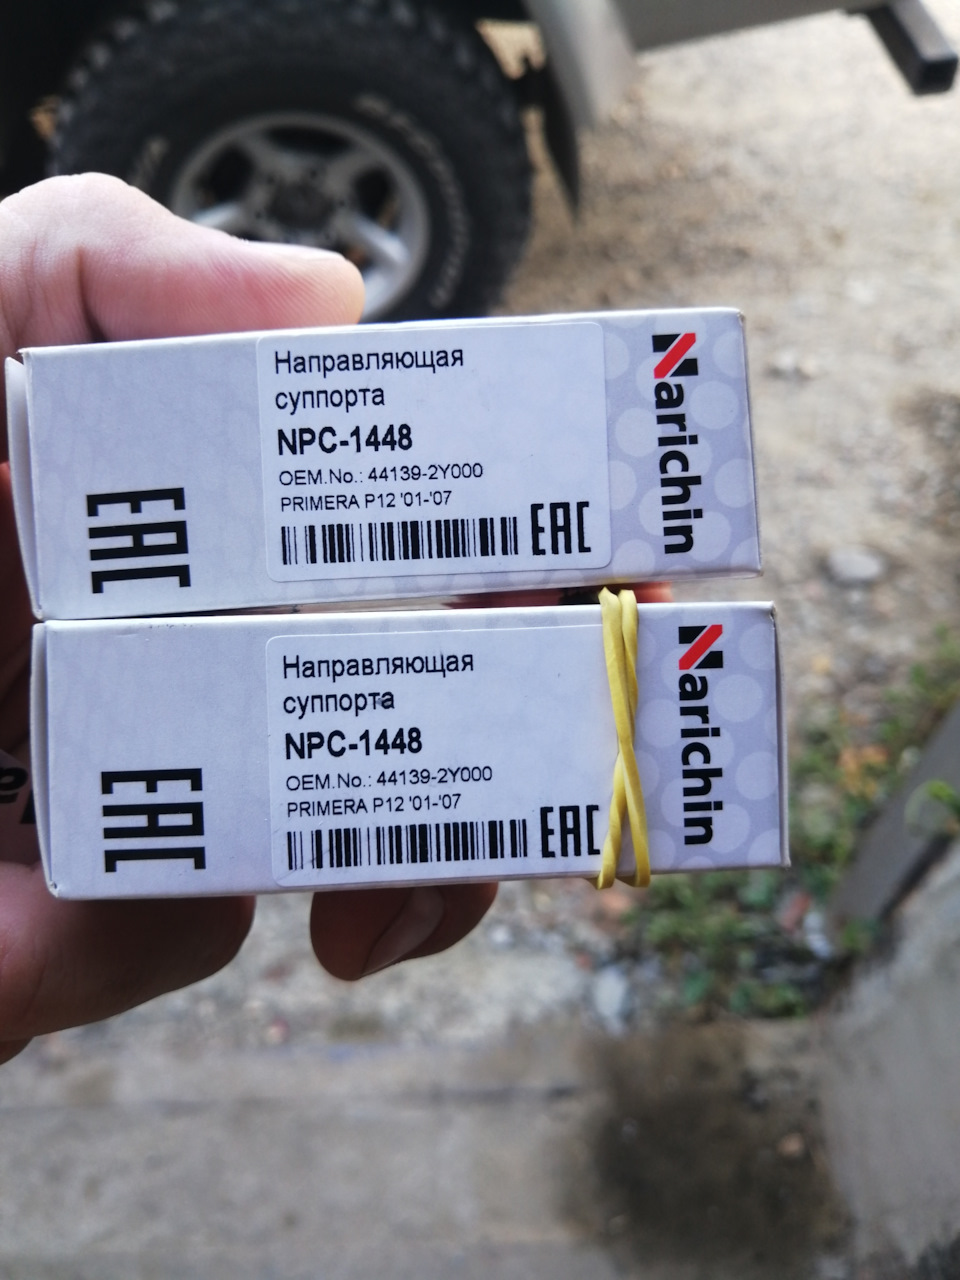 Направляющая
суппорта
NPC-1448
OEM.No.: 44139-2Y000
PRIMERA P12 '01-'07
EAC
EAC
Narichin
Направляющая
суппорта
NPC-1448
OEM.No.: 44139-2Y000
PRIMERA P12 '01-'07
EAC
EAC
Narichin